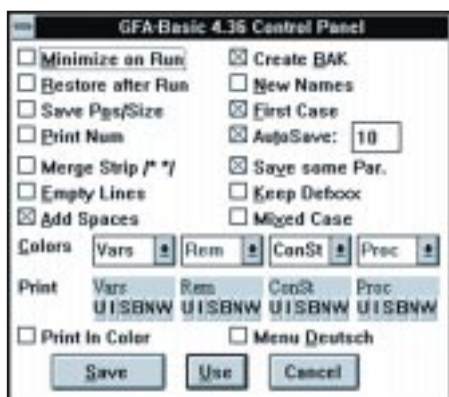 GFA-Basic 4.36 Control Panel
Minimize on Run
Create BAK
Restore after Run
New Names
Save Pos/Size
First Case
Print Num
AutoSave: 10
Merge Strip /* */
Save some Par.
Empty Lines
Keep Defxxx
Add Spaces
Mixed Case
Colors Vars Rem ConSt Proc
Print Vars Rem ConSt Proc
UISBNW UISBNW UISBNW UISBNW
Print In Color
Menu Deutsch
Save Use Cancel